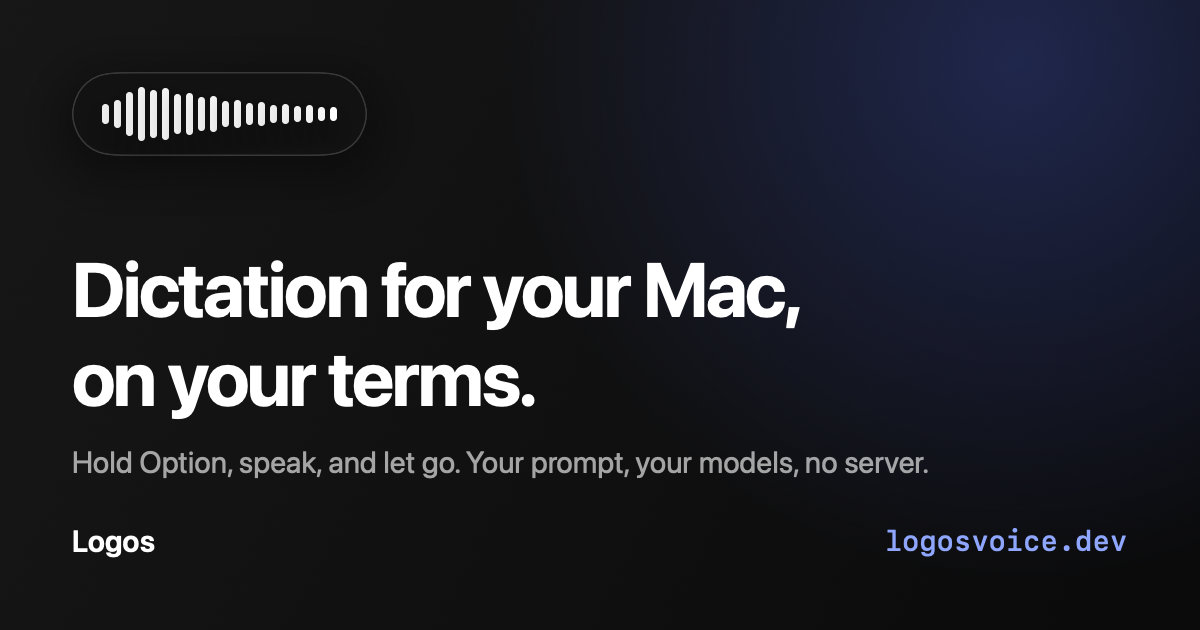 Dictation for your Mac,
on your terms.
Hold Option, speak, and let go. Your prompt, your models, no server.
Logos
logosvoice.dev